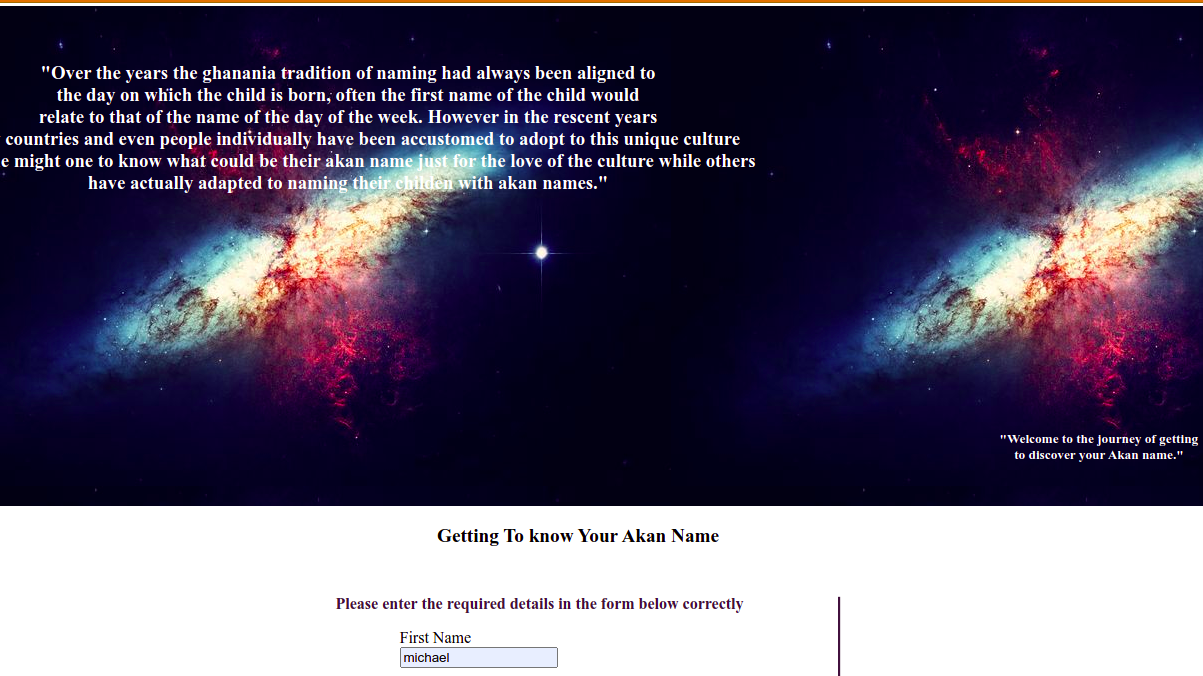 "Over the years the ghanania tradition of naming had always been aligned to
the day on which the child is born, often the first name of the child would
relate to that of the name of the day of the week. However in the rescent years
countries and even people individually have been accustomed to adopt to this unique culture
might one to know what could be their akan name just for the love of the culture while others
have actually adapted to naming their childen with akan names."
"Welcome to the journey of getting
to discover your Akan name."
Getting To know Your Akan Name
Please enter the required details in the form below correctly
First Name
michael